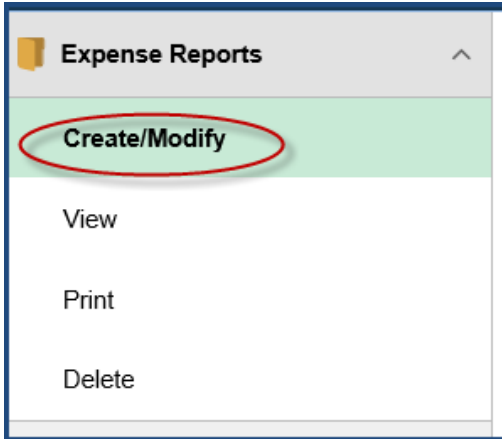 Expense Reports
Create/Modify
View
Print
Delete